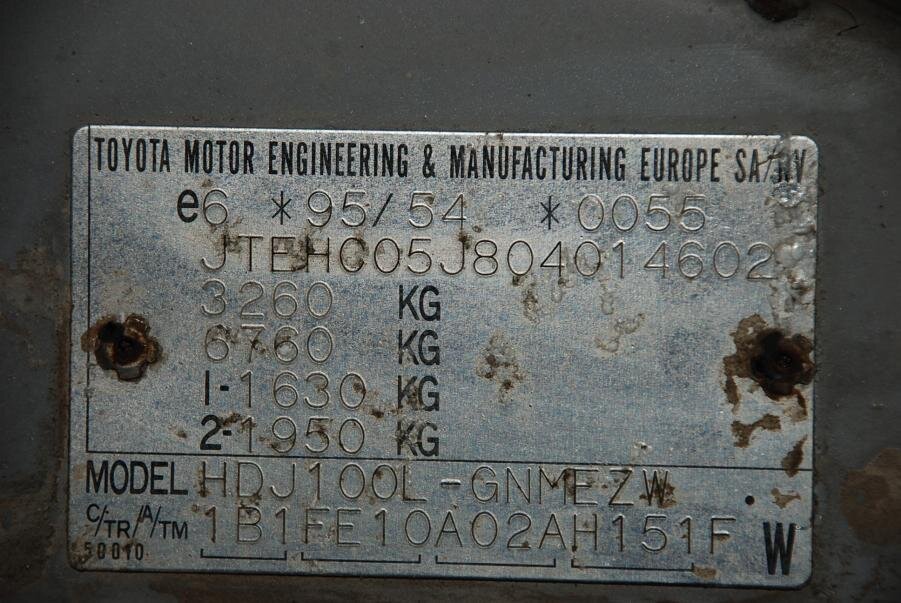 TOYOTA MOTOR ENGINEERING & MANUFACTURING EUROPE SA/NV
e6 *95/54 *0055
JTEHC05J804014602
3260 KG
6760 KG
1-1630 KG
2-1950 KG
MODEL HDJ100L-GNMEZW
C/TR/A/TM 1B1FE10A02AH151F W
50010